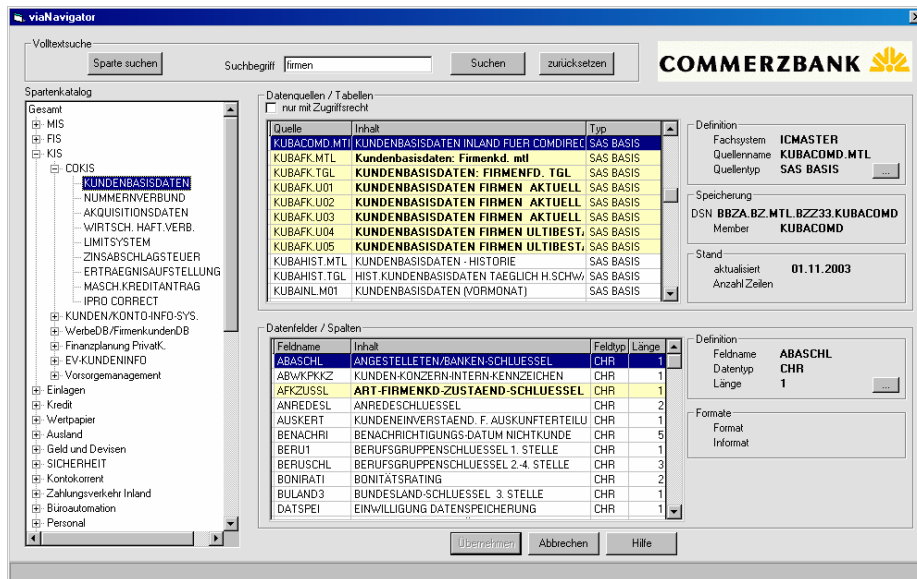 viaNavigator
Volltextsuche
Sparte suchen
Suchbegriff firmen
Suchen
zurücksetzen
COMMERZBANK
Spartenkatalog
Gesamt
MIS
FIS
KIS
COKIS
KUNDENBASISDATEN
NUMMERNVERBUND
AKQUISITIONSDATEN
WIRTSCH. HAFT.VERB.
LIMITSYSTEM
ZINSABSCHLAGSTEUER
ERTRAEGNISAUFSTELLUNG
MASCH.KREDITANTRAG
IPRO CORRECT
KUNDEN/KONTO-INFO-SYS.
WerbeDB/FirmenkundenDB
Finanzplanung PrivatK.
EV-KUNDENINFO
Vorsorgemanagement
Einlagen
Kredit
Wertpapier
Ausland
Geld und Devisen
SICHERHEIT
Kontokorrent
Zahlungsverkehr Inland
Büroautomation
Personal
Datenquellen / Tabellen
nur mit Zugriffsrecht
Quelle Inhalt Typ
KUBACOMD.MTL KUNDENBASISDATEN INLAND FUER COMDIREC SAS BASIS
KUBAFK.MTL Kundenbasisdaten: Firmenkd. mtl SAS BASIS
KUBAFK.TGL KUNDENBASISDATEN: FIRMENFD. TGL SAS BASIS
KUBAFK.U01 KUNDENBASISDATEN FIRMEN AKTUELL SAS BASIS
KUBAFK.U02 KUNDENBASISDATEN FIRMEN AKTUELL SAS BASIS
KUBAFK.U03 KUNDENBASISDATEN FIRMEN AKTUELL SAS BASIS
KUBAFK.U04 KUNDENBASISDATEN FIRMEN ULTIBEST SAS BASIS
KUBAFK.U05 KUNDENBASISDATEN FIRMEN ULTIBEST SAS BASIS
KUBAHIST.MTL KUNDENBASISDATEN - HISTORIE SAS BASIS
KUBAHIST.TGL HIST.KUNDENBASISDATEN TAEGLICH H.SCHW SAS BASIS
KUBAINL.M01 KUNDENBASISDATEN (VORMONAT) SAS BASIS
Definition
Fachsystem ICMASTER
Quellenname KUBACOMD.MTL
Quellentyp SAS BASIS ...
Speicherung
DSN BBZA.BZ.MTL.BZZ33.KUBACOMD
Member KUBACOMD
Stand
aktualisiert 01.11.2003
Anzahl Zeilen
Datenfelder / Spalten
Feldname Inhalt Feldtyp Länge
ABASCHL ANGESTELLETEN/BANKEN-SCHLUESSEL CHR 1
ABWKPKKZ KUNDEN-KONZERN-INTERN-KENNZEICHEN CHR 1
AFKZUSSL ART-FIRMENKD-ZUSTAEND-SCHLUESSEL CHR 1
ANREDESL ANREDESCHLUESSEL CHR 2
AUSKERT KUNDENEINVERSTAEND. F. AUSKUNFTERTEILU CHR 1
BENACHRI BENACHRICHTIGUNGS-DATUM NICHTKUNDE CHR 5
BERU1 BERUFSGRUPPENSCHLUESSEL 1. STELLE CHR 1
BERUSCHL BERUFSGRUPPENSCHLUESSEL 2.-4. STELLE CHR 3
BONIRATI BONITÄTSRATING CHR 2
BULAND3 BUNDESLAND-SCHLUESSEL 3. STELLE CHR 1
DATSPEI EINWILLIGUNG DATENSPEICHERUNG CHR 1
Definition
Feldname ABASCHL
Datentyp CHR
Länge 1 ...
Formate
Format
Informat
Übernehmen
Abbrechen
Hilfe